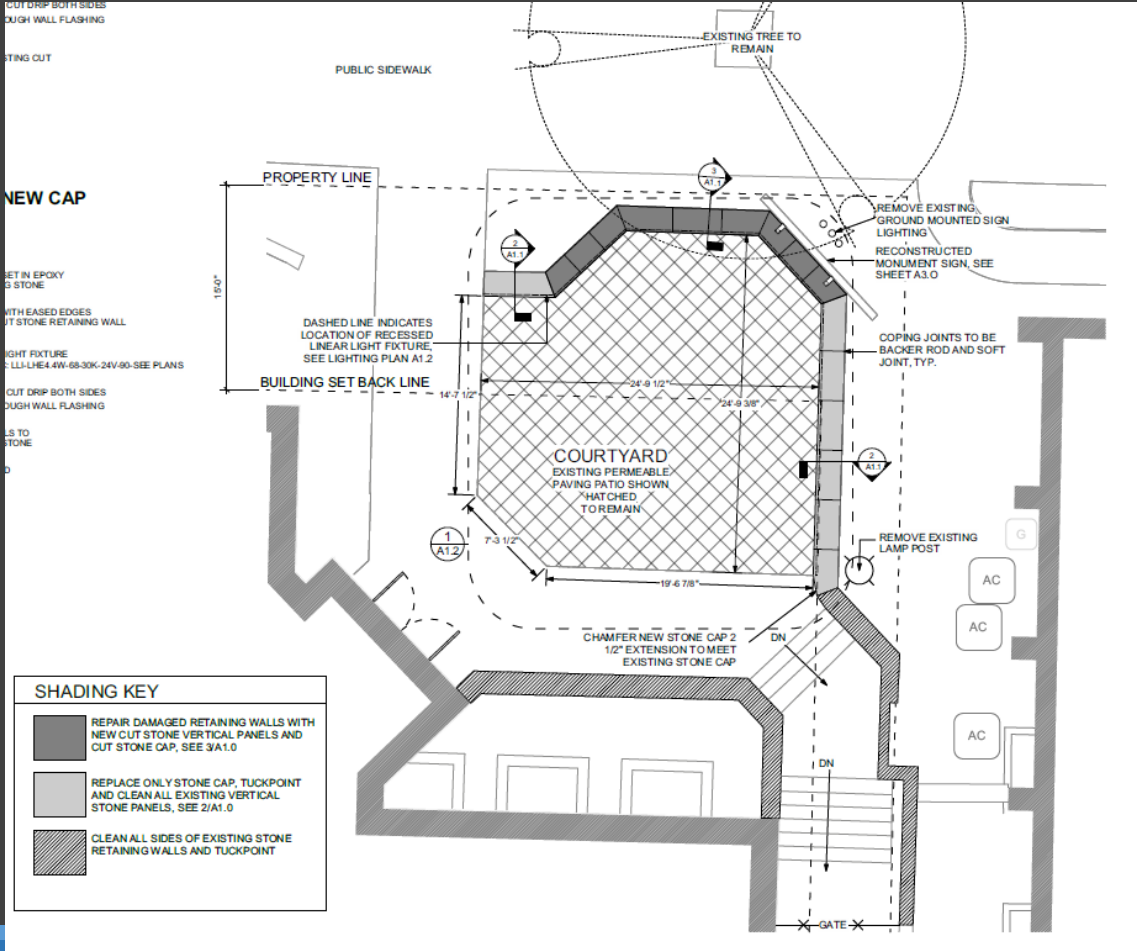 CUT DRIP BOTH SIDES
OUGH WALL FLASHING
STING CUT
PUBLIC SIDEWALK
EXISTING TREE TO
REMAIN
NEW CAP
PROPERTY LINE
3
A1.1
REMOVE EXISTING
GROUND MOUNTED SIGN
LIGHTING
2
A1.1
RECONSTRUCTED
MONUMENT SIGN, SEE
SHEET A3.0
SET IN EPOXY
G STONE
15'-0"
WITH EASED EDGES
UT STONE RETAINING WALL
DASHED LINE INDICATES
LOCATION OF RECESSED
LINEAR LIGHT FIXTURE,
SEE LIGHTING PLAN A1.2
COPING JOINTS TO BE
BACKER ROD AND SOFT
JOINT, TYP.
IGHT FIXTURE
C: LLI-LHE4.4W-68-30K-24V-90-SEE PLANS
BUILDING SET BACK LINE
24'-9 1/2"
14'-7 1/2"
24'-9 3/8"
CUT DRIP BOTH SIDES
OUGH WALL FLASHING
LS TO
STONE
D
COURTYARD
EXISTING PERMEABLE
PAVING PATIO SHOWN
HATCHED
TO REMAIN
2
A1.1
1
A1.2
7'-3 1/2"
G
REMOVE EXISTING
LAMP POST
19'-6 7/8"
AC
AC
CHAMFER NEW STONE CAP 2
1/2" EXTENSION TO MEET
EXISTING STONE CAP
DN
SHADING KEY
REPAIR DAMAGED RETAINING WALLS WITH
NEW CUT STONE VERTICAL PANELS AND
CUT STONE CAP, SEE 3/A1.0
REPLACE ONLY STONE CAP, TUCKPOINT
AND CLEAN ALL EXISTING VERTICAL
STONE PANELS, SEE 2/A1.0
CLEAN ALL SIDES OF EXISTING STONE
RETAINING WALLS AND TUCKPOINT
AC
DN
GATE